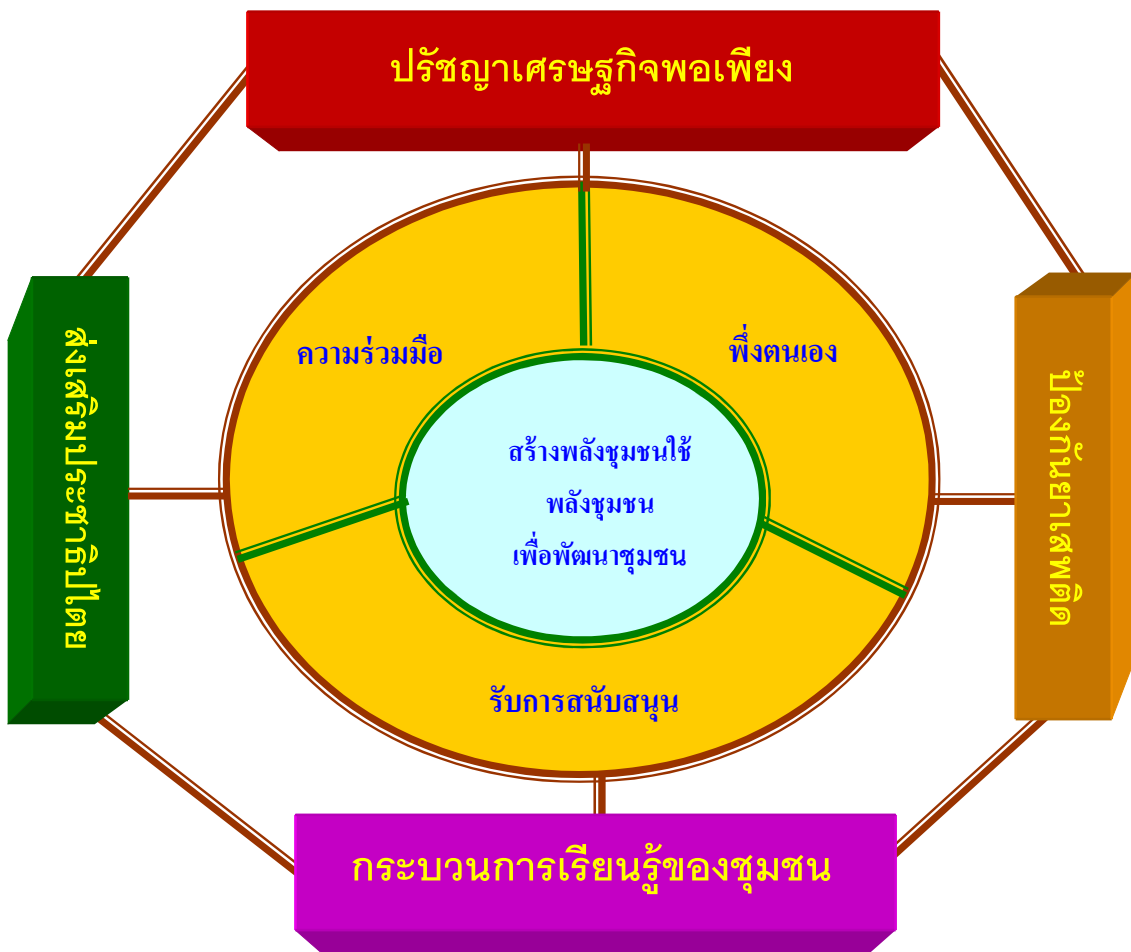 ปรัชญาเศรษฐกิจพอเพียง
ความร่วมมือ
พึ่งตนเอง
ส่งเสริมประชาธิปไตย
สร้างพลังชุมชนใช้
พลังชุมชน
เพื่อพัฒนาชุมชน
ป้องกันยาเสพติด
รับการสนับสนุน
กระบวนการเรียนรู้ของชุมชน